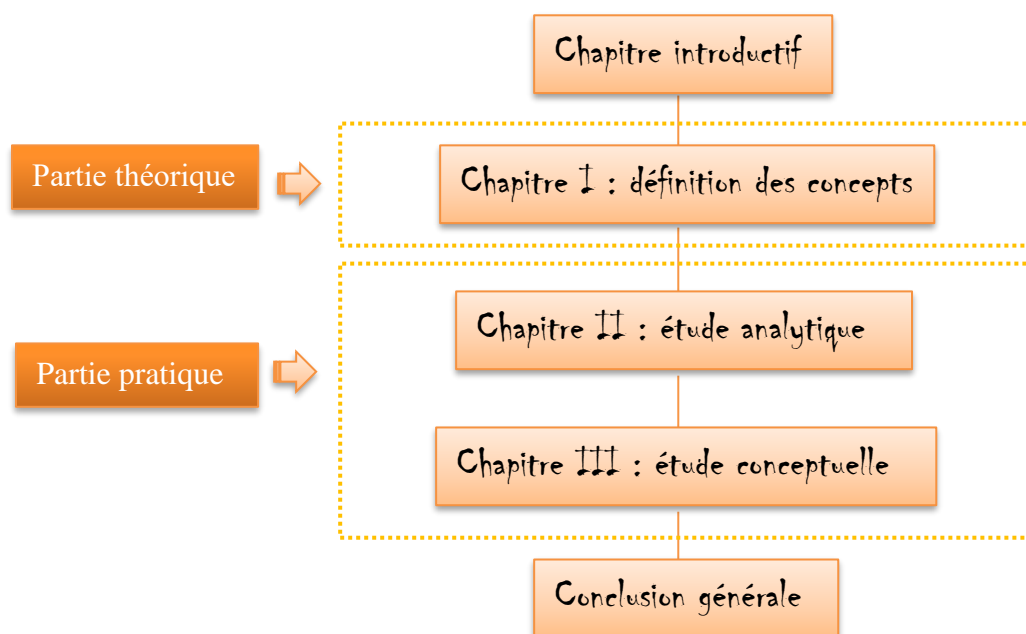 Chapitre introductif
Partie théorique
Chapitre I : définition des concepts
Chapitre II : étude analytique
Partie pratique
Chapitre III : étude conceptuelle
Conclusion générale